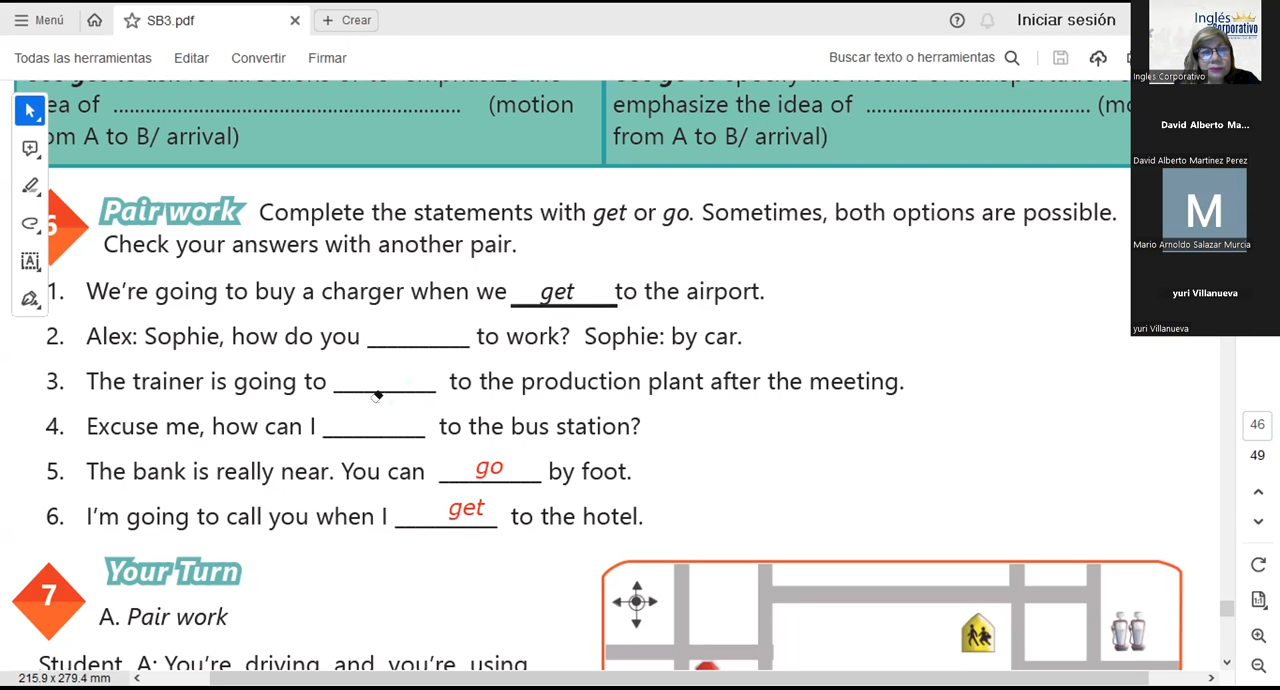 Menú
SB3.pdf
Crear
Iniciar sesión
Todas las herramientas
Editar
Convertir
Firmar
Buscar texto o herramientas
Inglés
Corporativo
Ingles Corporativo
David Alberto Ma...
David Alberto Martinez Perez
M
Mario Arnoldo Salazar Murcia
yuri Villanueva
yuri Villanueva
ea of ........................................ (motion
om A to B/ arrival)
emphasize the idea of ........................................
from A to B/ arrival)
6
Pair work Complete the statements with get or go. Sometimes, both options are possible.
Check your answers with another pair.
1. We're going to buy a charger when we __get__ to the airport.
2. Alex: Sophie, how do you ________ to work? Sophie: by car.
3. The trainer is going to ________ to the production plant after the meeting.
4. Excuse me, how can I ________ to the bus station?
5. The bank is really near. You can __go__ by foot.
6. I'm going to call you when I __get__ to the hotel.
7
Your Turn
A. Pair work
Student A: You're driving and you're using
46
49
215.9 x 279.4 mm